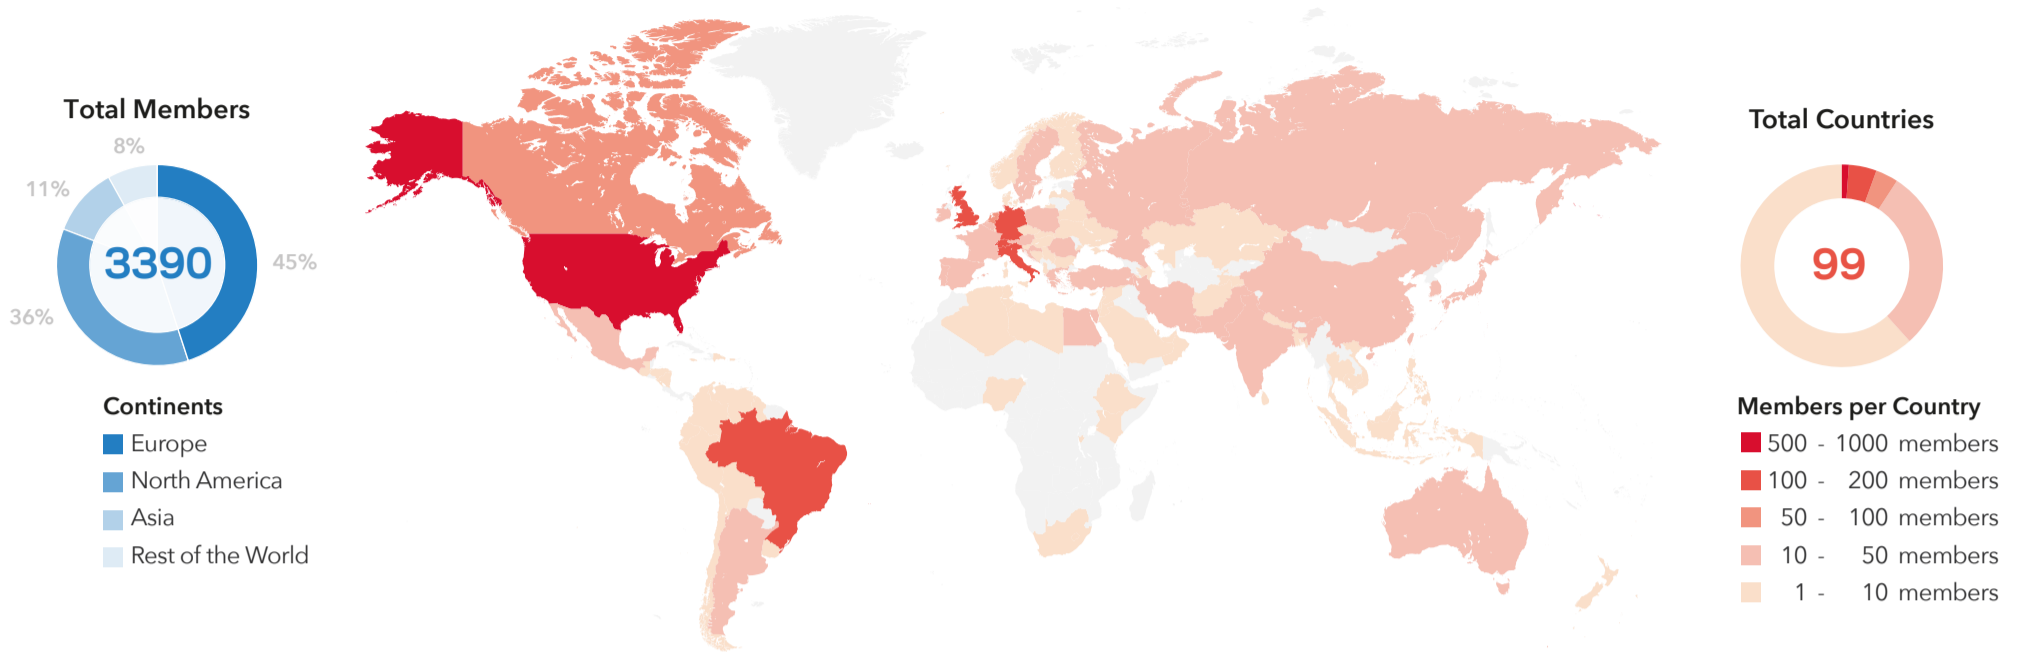 Total Members
8%
11%
3390
45%
36%
Continents
Europe
North America
Asia
Rest of the World
Total Countries
99
Members per Country
500 - 1000 members
100 - 200 members
50 - 100 members
10 - 50 members
1 - 10 members